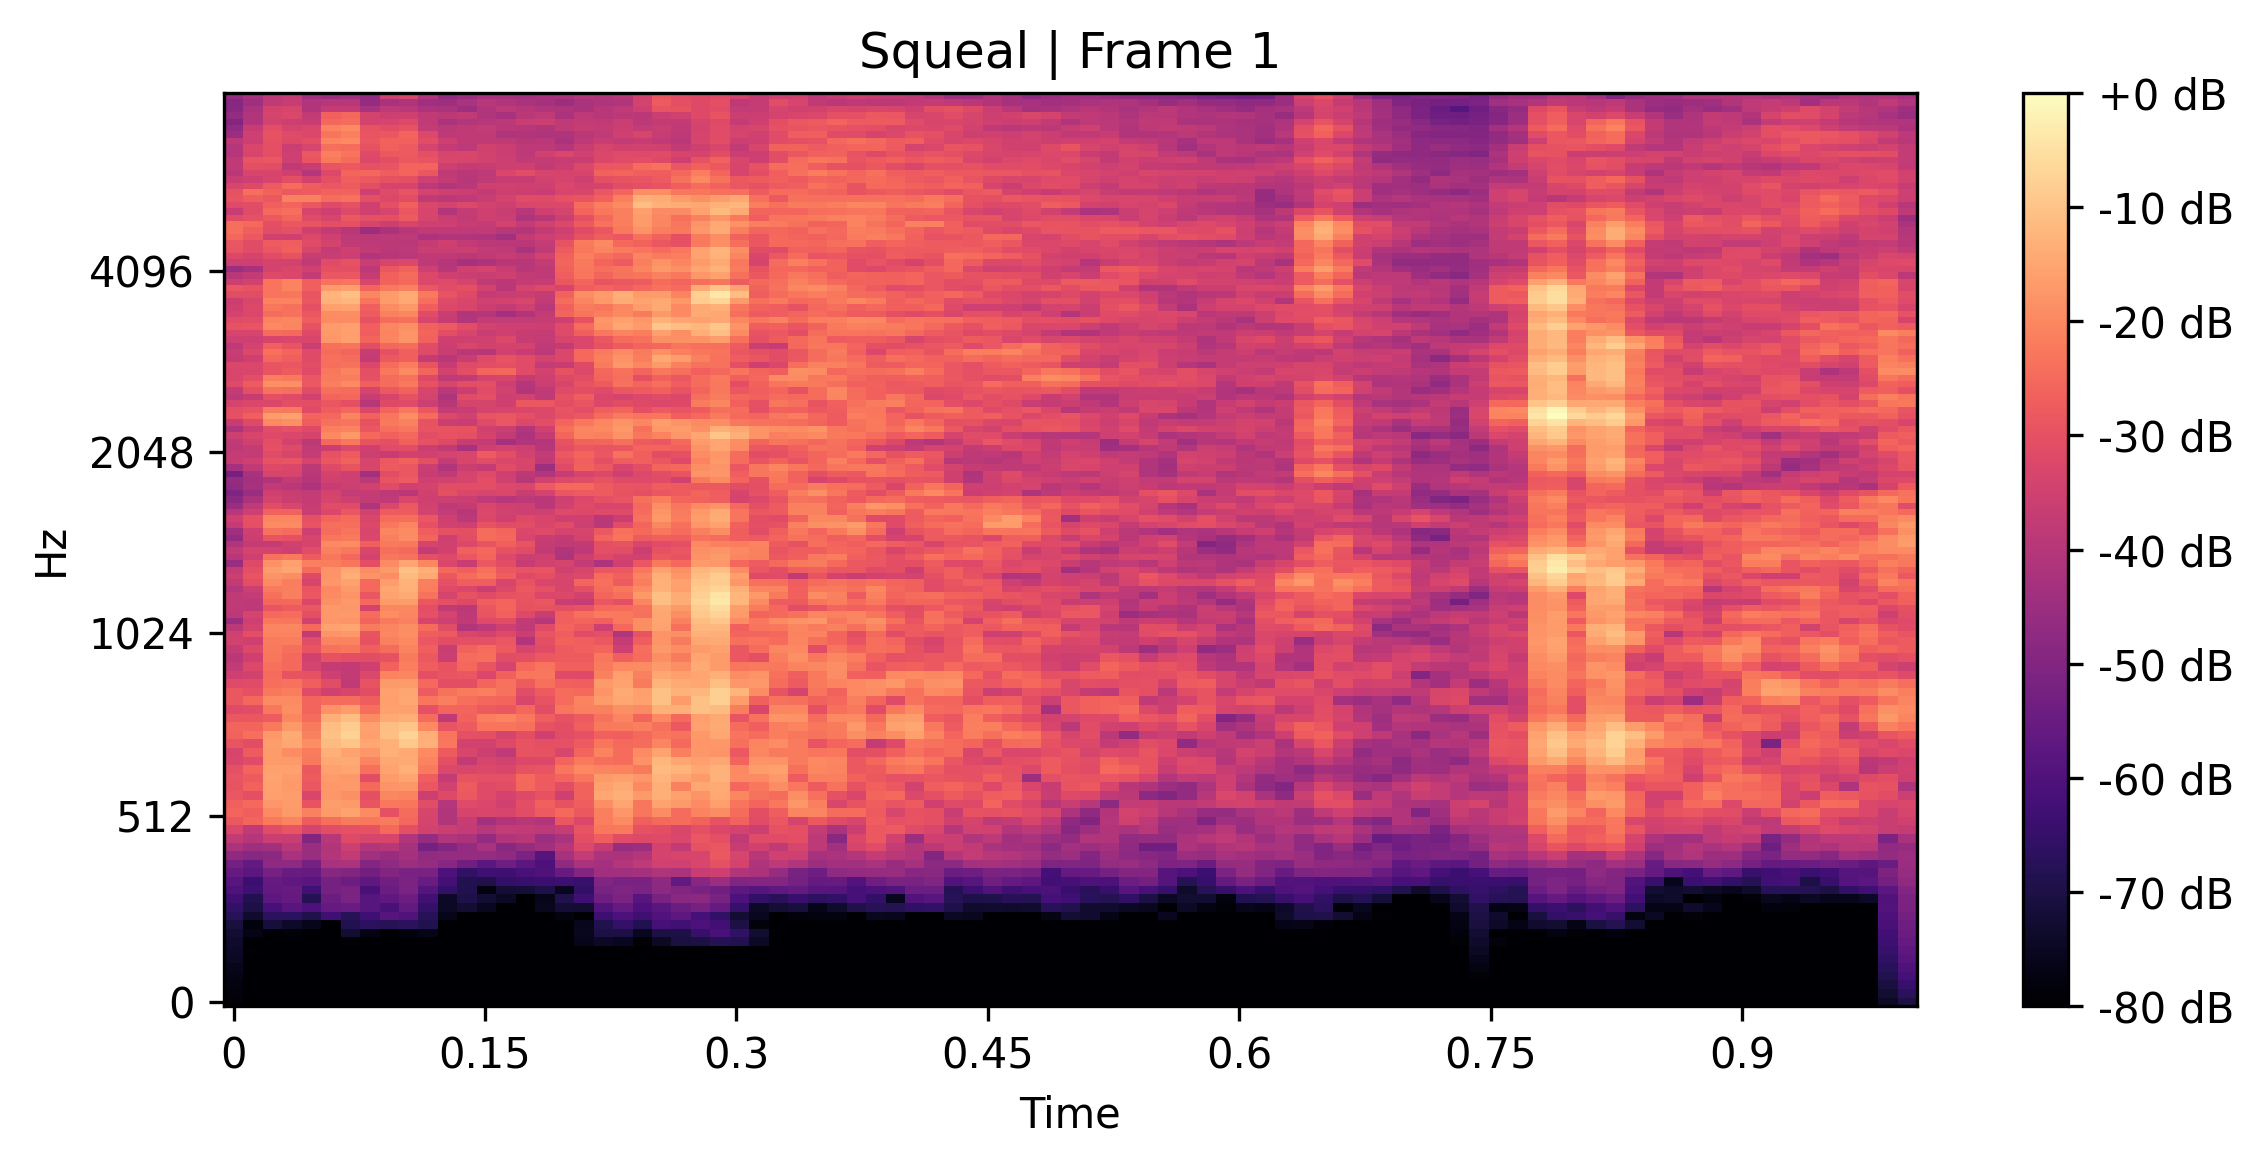 Squeal | Frame 1
Hz
4096
2048
1024
512
0
0 0.15 0.3 0.45 0.6 0.75 0.9
Time
+0 dB
-10 dB
-20 dB
-30 dB
-40 dB
-50 dB
-60 dB
-70 dB
-80 dB